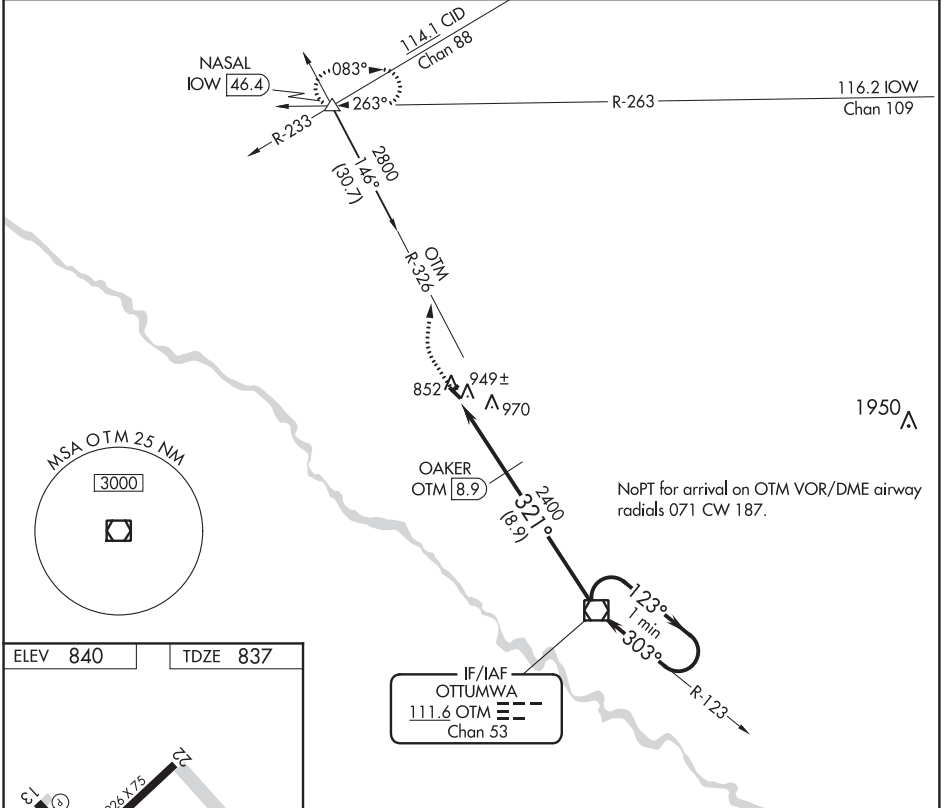 114.1 CID
Chan 88
NASAL
IOW 46.4
083°
263°
R-263
116.2 IOW
Chan 109
R-233
2800
146°
(30.7)
OTM
R-326
852
949±
970
1950
MSA OTM 25 NM
3000
OAKER
OTM 8.9
2400
321°
(8.9)
NoPT for arrival on OTM VOR/DME airway
radials 071 CW 187.
123°
1 min
303°
R-123
IF/IAF
OTTUMWA
111.6 OTM
Chan 53
ELEV 840
TDZE 837
22
13
P
26 X 75